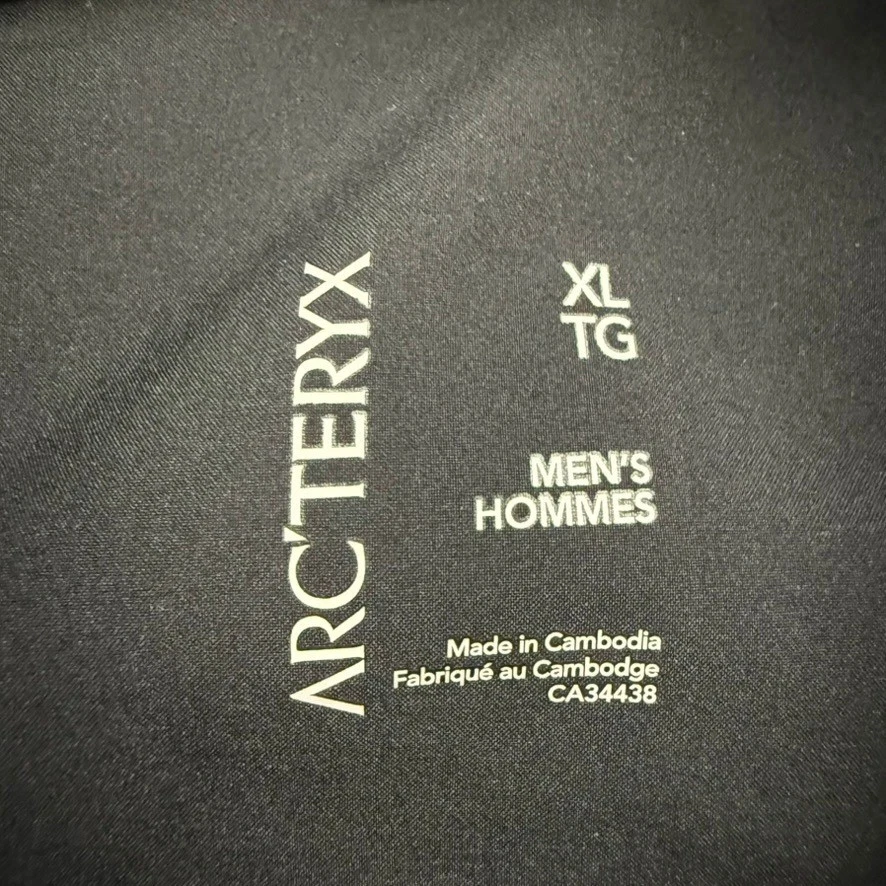 ARC'TERYX
XL
TG
MEN'S
HOMMES
Made in Cambodia
Fabriqué au Cambodge
CA34438